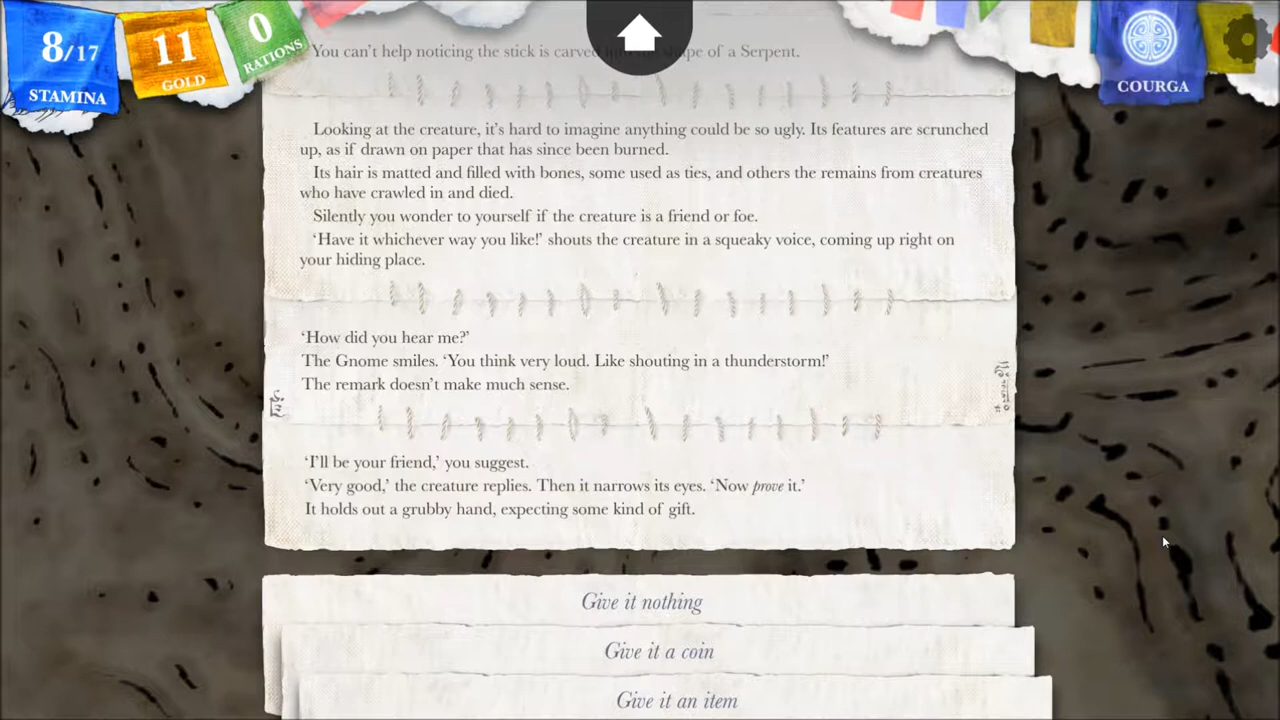 8/17
STAMINA
11
GOLD
0
RATIONS
COURGA
You can't help noticing the stick is carved shape of a Serpent.
Looking at the creature, it's hard to imagine anything could be so ugly. Its features are scrunched
up, as if drawn on paper that has since been burned.
Its hair is matted and filled with bones, some used as ties, and others the remains from creatures
who have crawled in and died.
Silently you wonder to yourself if the creature is a friend or foe.
‘Have it whichever way you like!’ shouts the creature in a squeaky voice, coming up right on
your hiding place.
‘How did you hear me?’
The Gnome smiles. ‘You think very loud. Like shouting in a thunderstorm!’
The remark doesn't make much sense.
‘I'll be your friend,’ you suggest.
‘Very good,’ the creature replies. Then it narrows its eyes. ‘Now prove it.’
It holds out a grubby hand, expecting some kind of gift.
Give it nothing
Give it a coin
Give it an item